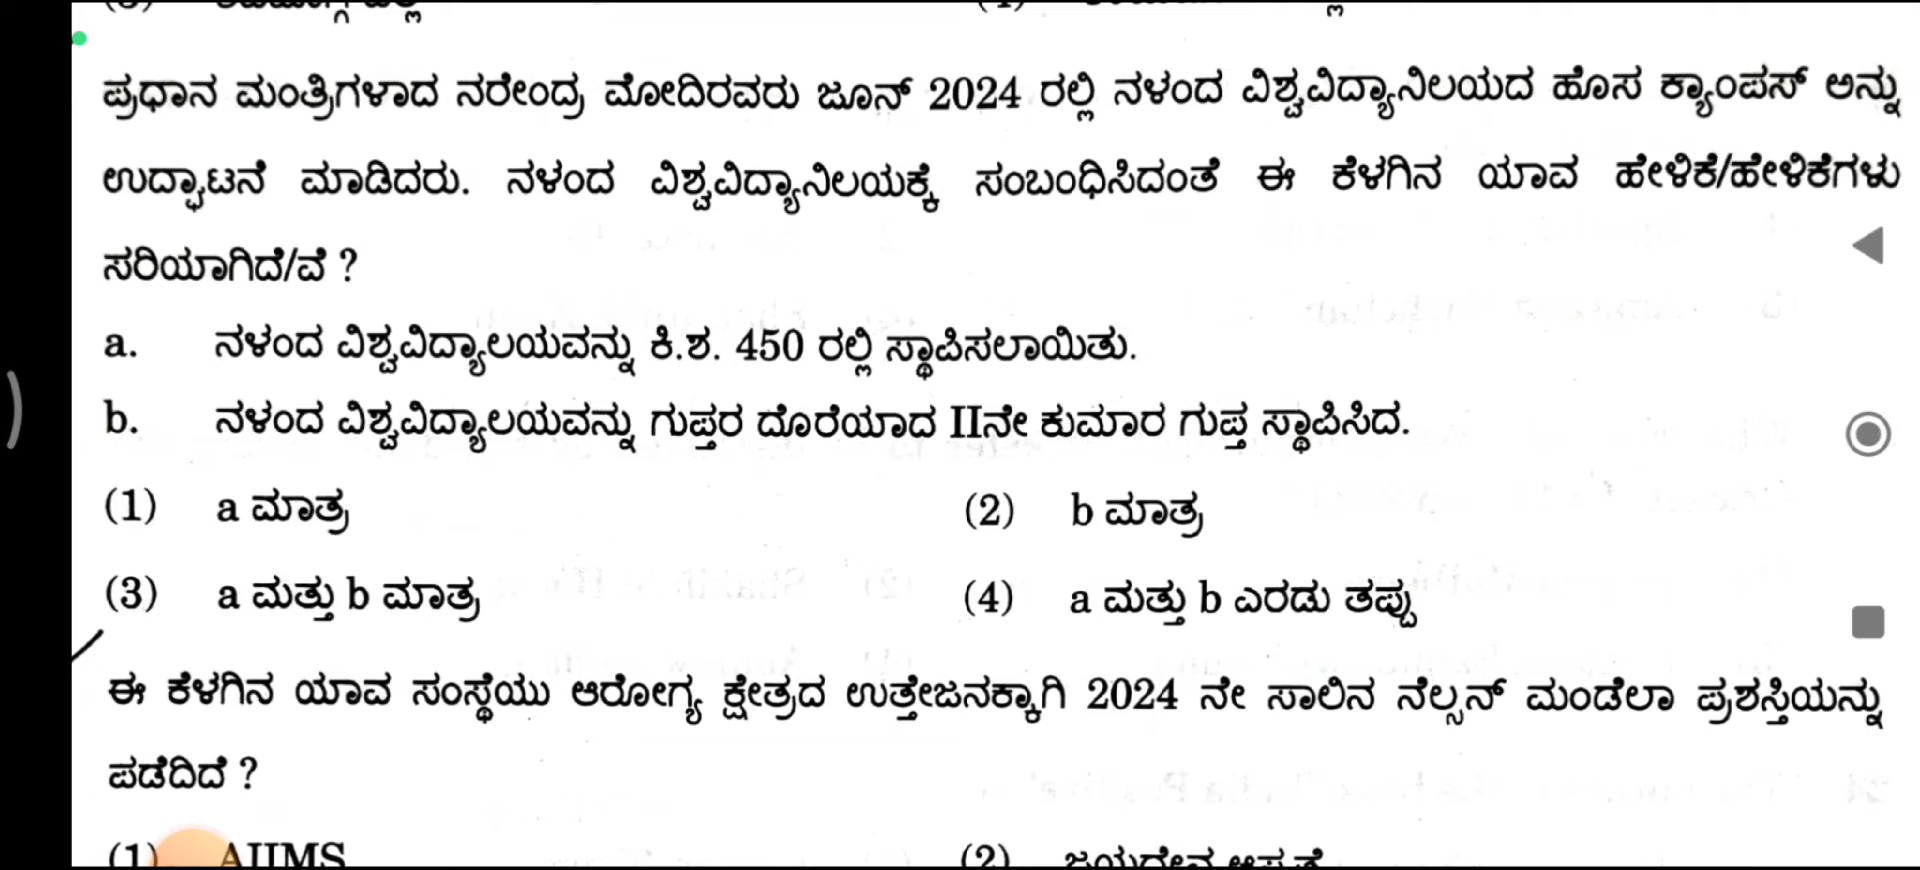 ಪ್ರಧಾನ ಮಂತ್ರಿಗಳಾದ ನರೇಂದ್ರ ಮೋದಿರವರು ಜೂನ್ 2024 ರಲ್ಲಿ ನಳಂದ ವಿಶ್ವವಿದ್ಯಾನಿಲಯದ ಹೊಸ ಕ್ಯಾಂಪಸ್ ಅನ್ನು
ಉದ್ಘಾಟನೆ ಮಾಡಿದರು. ನಳಂದ ವಿಶ್ವವಿದ್ಯಾನಿಲಯಕ್ಕೆ ಸಂಬಂಧಿಸಿದಂತೆ ಈ ಕೆಳಗಿನ ಯಾವ ಹೇಳಿಕೆ/ಹೇಳಿಕೆಗಳು
ಸರಿಯಾಗಿದೆ/ವೆ ?
a. ನಳಂದ ವಿಶ್ವವಿದ್ಯಾಲಯವನ್ನು ಕಿ.ಶ. 450 ರಲ್ಲಿ ಸ್ಥಾಪಿಸಲಾಯಿತು.
b. ನಳಂದ ವಿಶ್ವವಿದ್ಯಾಲಯವನ್ನು ಗುಪ್ತರ ದೊರೆಯಾದ IIನೇ ಕುಮಾರ ಗುಪ್ತ ಸ್ಥಾಪಿಸಿದ.
(1) a ಮಾತ್ರ (2) b ಮಾತ್ರ
(3) a ಮತ್ತು b ಮಾತ್ರ (4) a ಮತ್ತು b ಎರಡು ತಪ್ಪು
ಈ ಕೆಳಗಿನ ಯಾವ ಸಂಸ್ಥೆಯು ಆರೋಗ್ಯ ಕ್ಷೇತ್ರದ ಉತ್ತೇಜನಕ್ಕಾಗಿ 2024 ನೇ ಸಾಲಿನ ನೆಲ್ಸನ್ ಮಂಡೆಲಾ ಪ್ರಶಸ್ತಿಯನ್ನು
ಪಡೆದಿದೆ ?
(1) AIIMS (2)